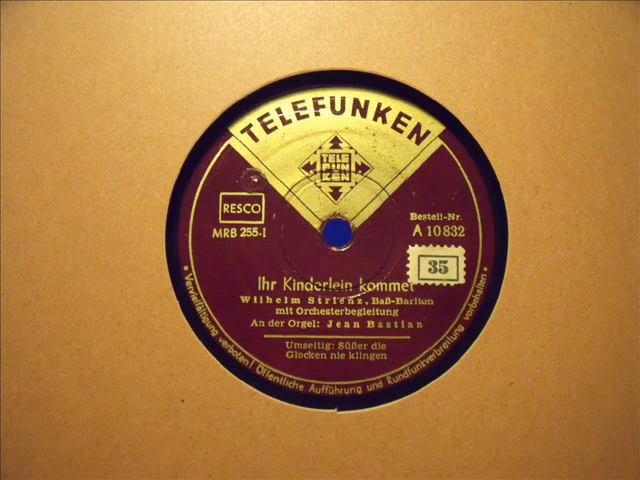 TELEFUNKEN
TELE
FUN
KEN
RESCO
MRB 255-I
Bestell-Nr.
A 10832
35
Ihr Kinderlein kommet
Wilhelm Strienz, Baß-Bariton
mit Orchesterbegleitung
An der Orgel: Jean Bastian
Umseitig: Süßer die
Glocken nie klingen
• Vervielfältigung verboten! Öffentliche Aufführung und Rundfunkverbreitung vorbehalten •